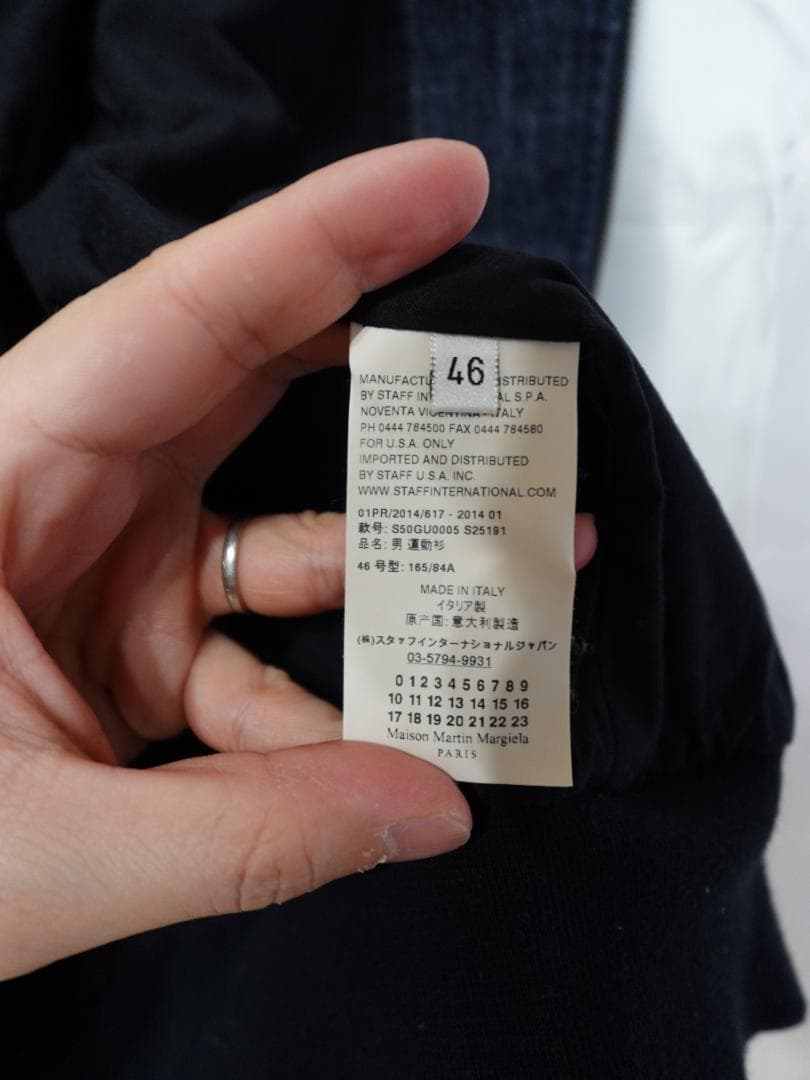 46
MANUFACTU STRIBUTED
BY STAFF IN AL S.P.A.
NOVENTA VICENTINA - ITALY
PH 0444 784500 FAX 0444 784580
FOR U.S.A. ONLY
IMPORTED AND DISTRIBUTED
BY STAFF U.S.A. INC.
WWW.STAFFINTERNATIONAL.COM
01PR/2014/617 - 2014 01
款号: S50GU0005 S25191
品名: 男 運動衫
46 号型: 165/84A
MADE IN ITALY
イタリア製
原产国: 意大利製造
(株)スタッフインターナショナルジャパン
03-5794-9931
0 1 2 3 4 5 6 7 8 9
10 11 12 13 14 15 16
17 18 19 20 21 22 23
Maison Martin Margiela
PARIS